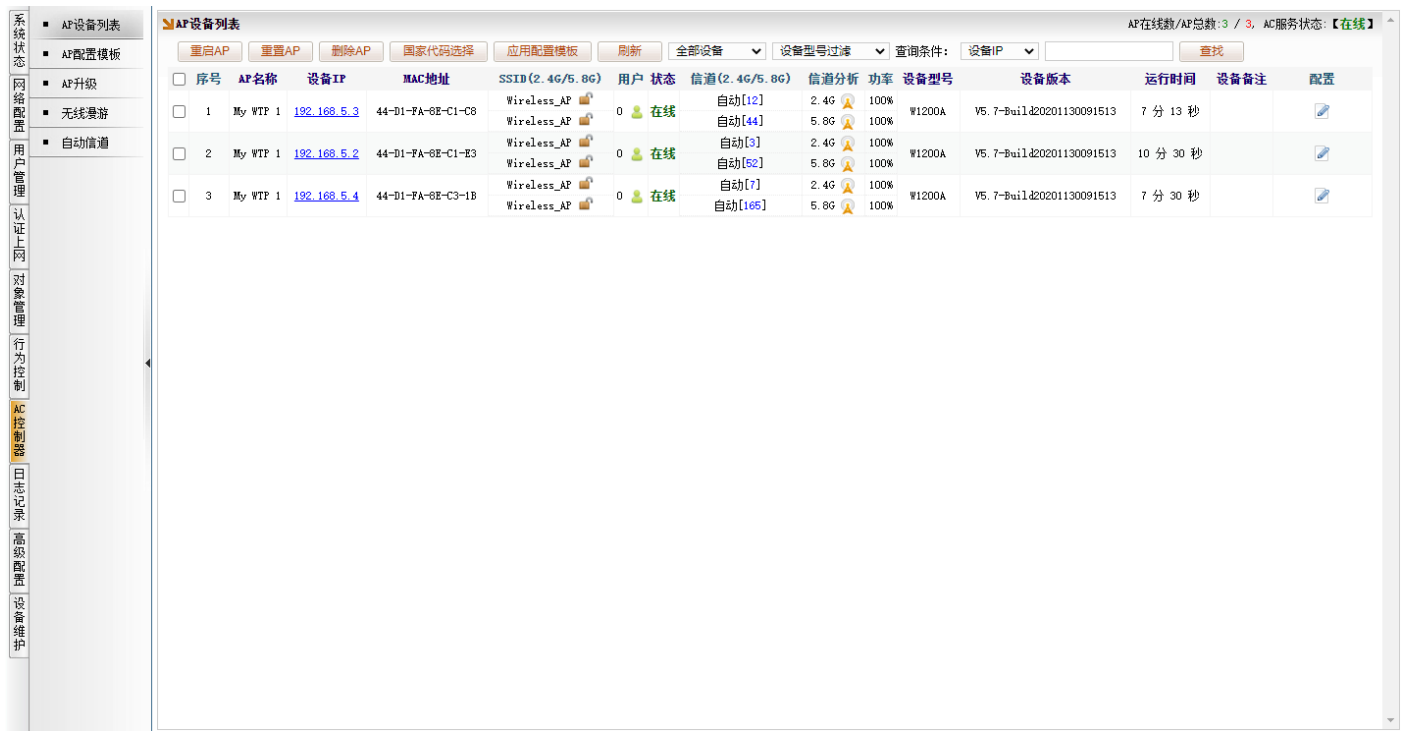 系统状态
网络配置
用户管理
认证上网
对象管理
行为控制
AC控制器
日志记录
高级配置
设备维护
AP设备列表
AP配置模板
AP升级
无线漫游
自动信道
AP设备列表 AP在线数/AP总数:3 / 3, AC服务状态:【在线】
重启AP 重置AP 删除AP 国家代码选择 应用配置模板 刷新 全部设备 设备型号过滤 查询条件: 设备IP 查找
序号 AP名称 设备IP MAC地址 SSID(2.4G/5.8G) 用户 状态 信道(2.4G/5.8G) 信道分析 功率 设备型号 设备版本 运行时间 设备备注 配置
Wireless_AP 自动[12] 2.4G 100%
1 My WTP 1 192.168.5.3 44-D1-FA-6E-C1-C8 0 在线 W1200A V5.7-Build20201130091513 7 分 13 秒
Wireless_AP 自动[44] 5.8G 100%
Wireless_AP 自动[3] 2.4G 100%
2 My WTP 1 192.168.5.2 44-D1-FA-6E-C1-E3 0 在线 W1200A V5.7-Build20201130091513 10 分 30 秒
Wireless_AP 自动[52] 5.8G 100%
Wireless_AP 自动[7] 2.4G 100%
3 My WTP 1 192.168.5.4 44-D1-FA-6E-C3-1B 0 在线 W1200A V5.7-Build20201130091513 7 分 30 秒
Wireless_AP 自动[165] 5.8G 100%